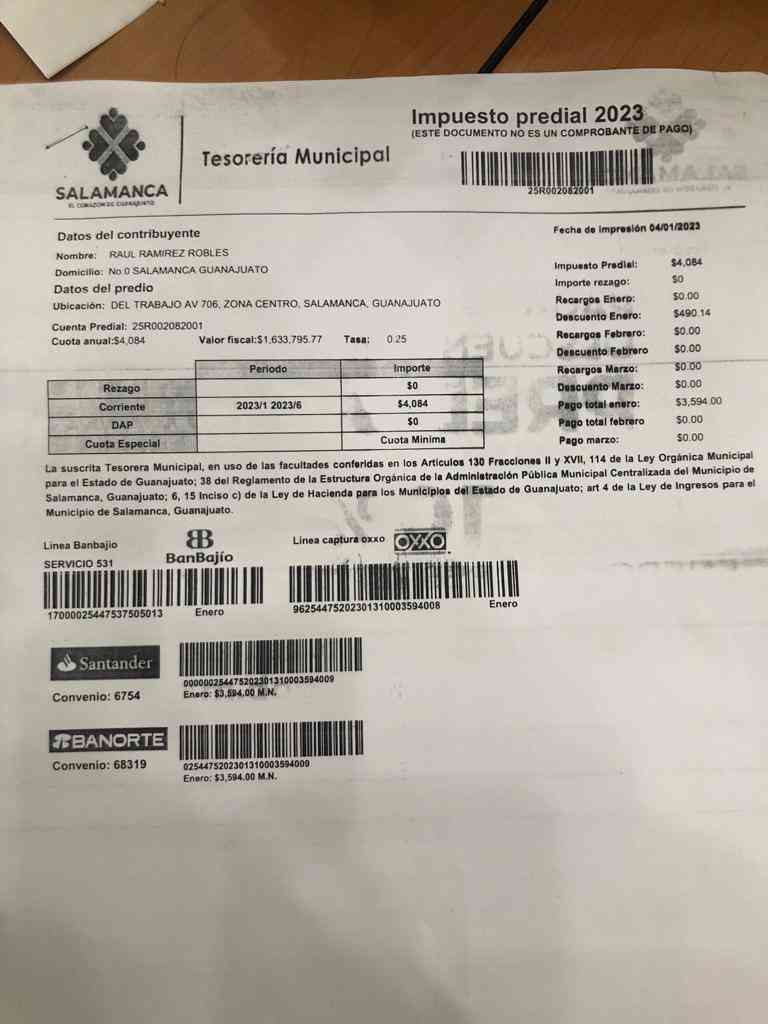 Impuesto predial 2023
(ESTE DOCUMENTO NO ES UN COMPROBANTE DE PAGO)
Tesorería Municipal
25R002082001
SALAMANCA
EL CORAZÓN DE GUANAJUATO
Datos del contribuyente
Fecha de impresión 04/01/2023
Nombre: RAUL RAMIREZ ROBLES
Domicilio: No.0 SALAMANCA GUANAJUATO
Datos del predio
Ubicación: DEL TRABAJO AV 706, ZONA CENTRO, SALAMANCA, GUANAJUATO
Cuenta Predial: 25R002082001
Cuota anual:$4,084 Valor fiscal:$1,633,795.77 Tasa: 0.25
Impuesto Predial: $4,084
Importe rezago: $0
Recargos Enero: $0.00
Descuento Enero: $490.14
Recargos Febrero: $0.00
Descuento Febrero $0.00
Recargos Marzo: $0.00
Descuento Marzo: $0.00
Pago total enero: $3,594.00
Pago total febrero $0.00
Pago marzo: $0.00
Periodo Importe
Rezago $0
Corriente 2023/1 2023/6 $4,084
DAP $0
Cuota Especial Cuota Minima
La suscrita Tesorera Municipal, en uso de las facultades conferidas en los Artículos 130 Fracciones II y XVII, 114 de la Ley Orgánica Municipal
para el Estado de Guanajuato; 38 del Reglamento de la Estructura Orgánica de la Administración Pública Municipal Centralizada del Municipio de
Salamanca, Guanajuato; 6, 15 Inciso c) de la Ley de Hacienda para los Municipios del Estado de Guanajuato; art 4 de la Ley de Ingresos para el
Municipio de Salamanca, Guanajuato.
Linea Banbajio
BanBajío
SERVICIO 531
17000025447537505013 Enero
Linea captura oxxo
OXXO
96254475202301310003594008 Enero
Santander
Convenio: 6754
0000002544752023013100035940​09
Enero: $3,594.00 M.N.
BANORTE
Convenio: 68319
0254475202301310003594009
Enero: $3,594.00 M.N.